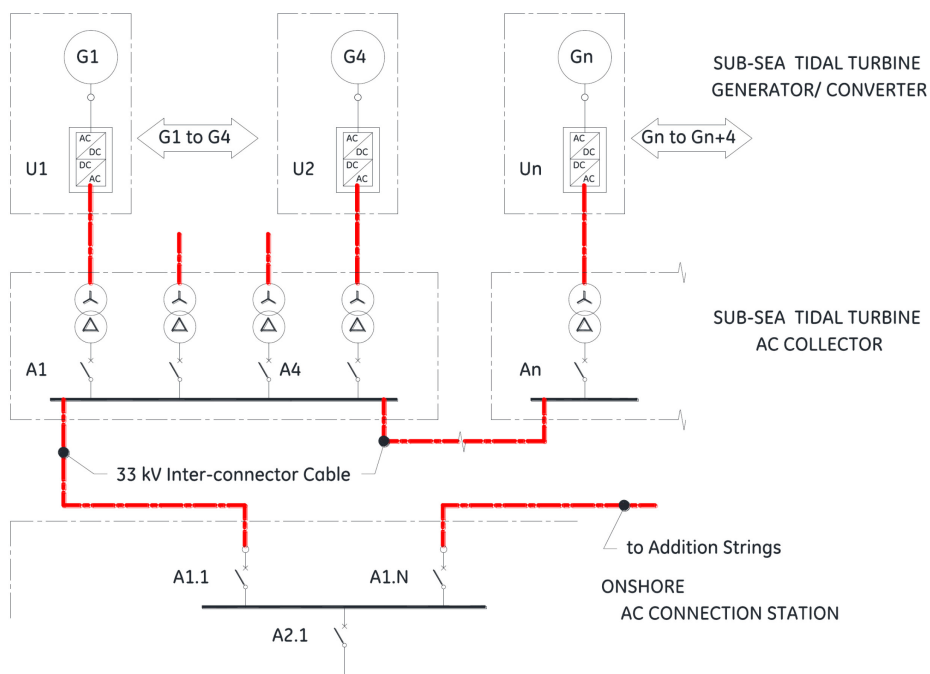 G1
G4
Gn
SUB-SEA TIDAL TURBINE
GENERATOR/ CONVERTER
AC
DC
DC
AC
G1 to G4
AC
DC
DC
AC
AC
DC
DC
AC
Gn to Gn+4
U1
U2
Un
SUB-SEA TIDAL TURBINE
AC COLLECTOR
A1
A4
An
33 kV Inter-connector Cable
to Addition Strings
A1.1
A1.N
ONSHORE
AC CONNECTION STATION
A2.1